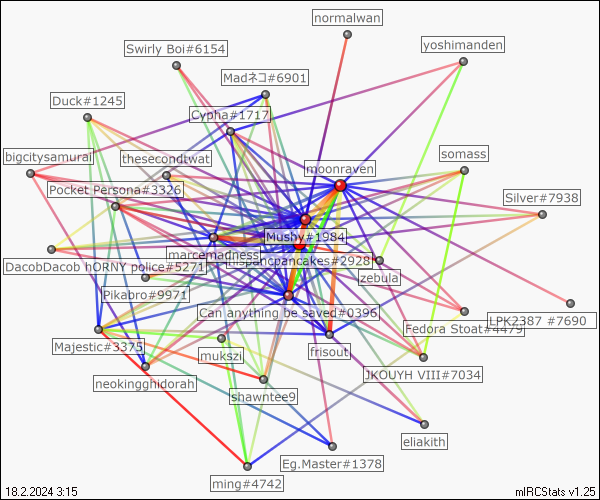 normalwan
Swirly Boi#6154
yoshimanden
Madネコ#6901
Duck#1245
Cypha#1717
bigcitysamurai
thesecondtwat
somass
moonraven
Pocket Persona#3326
Silver#7938
Mushy#1984
marcemadness
hispanicpancakes#2928
DacobDacob hORNY police#5271
zebula
Pikabro#9971
Can anything be saved#0396
LPK2387 #7690
Fedora Stoat#4479
Majestic#3375
frisout
mukszi
neokingghidorah
JKOUYH VIII#7034
shawntee9
eliakith
Eg.Master#1378
ming#4742
18.2.2024 3:15
mIRCStats v1.25